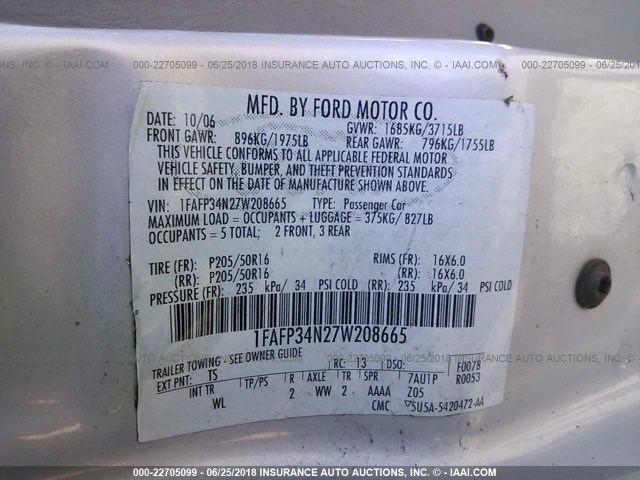 000-22705099 - 06/25/2018 - INSURANCE AUTO AUCTIONS, INC. - IAAI.COM
MFD. BY FORD MOTOR CO.
DATE: 10/06 GVWR: 1685KG/3715LB
FRONT GAWR: 896KG/1975LB REAR GAWR: 796KG/1755LB
THIS VEHICLE CONFORMS TO ALL APPLICABLE FEDERAL MOTOR
VEHICLE SAFETY, BUMPER, AND THEFT PREVENTION STANDARDS
IN EFFECT ON THE DATE OF MANUFACTURE SHOWN ABOVE.
VIN: 1FAFP34N27W208665 TYPE: Passenger Car
MAXIMUM LOAD = OCCUPANTS + LUGGAGE = 375KG/ 827LB
OCCUPANTS = 5 TOTAL; 2 FRONT, 3 REAR
TIRE (FR): P205/50R16 RIMS (FR): 16X6.0
(RR): P205/50R16 (RR): 16X6.0
PRESSURE (FR): 235 kPa/ 34 PSI COLD (RR): 235 kPa/ 34 PSI COLD
1FAFP34N27W208665
TRAILER TOWING - SEE OWNER GUIDE RC: 13 DSO: F0078
EXT PNT: TS R AXLE TR SPR 7AU1P R0053
INT TR TP/PS 2 WW 2 AAAA Z05
WL CMC 5U5A-5420472-AA
000-22705099 - 06/25/2018 - INSURANCE AUTO AUCTIONS, INC. - IAAI.COM